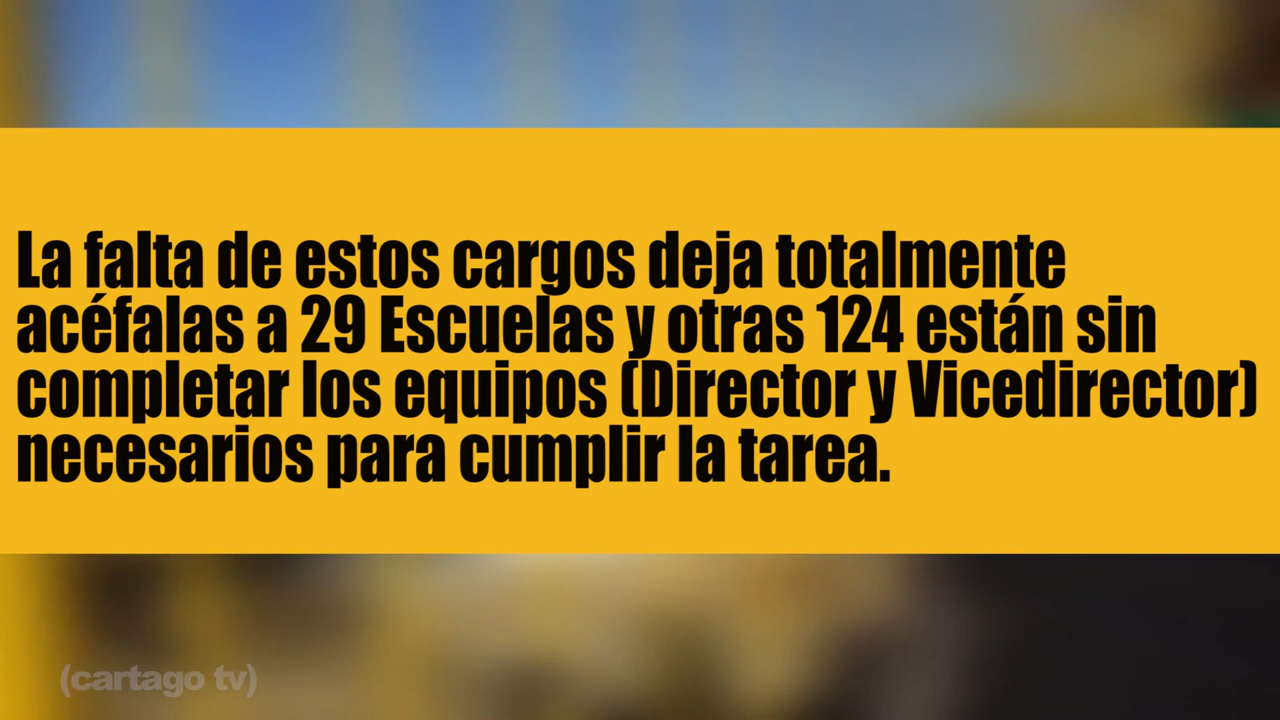 La falta de estos cargos deja totalmente
acéfalas a 29 Escuelas y otras 124 están sin
completar los equipos (Director y Vicedirector)
necesarios para cumplir la tarea.
(cartago tv)